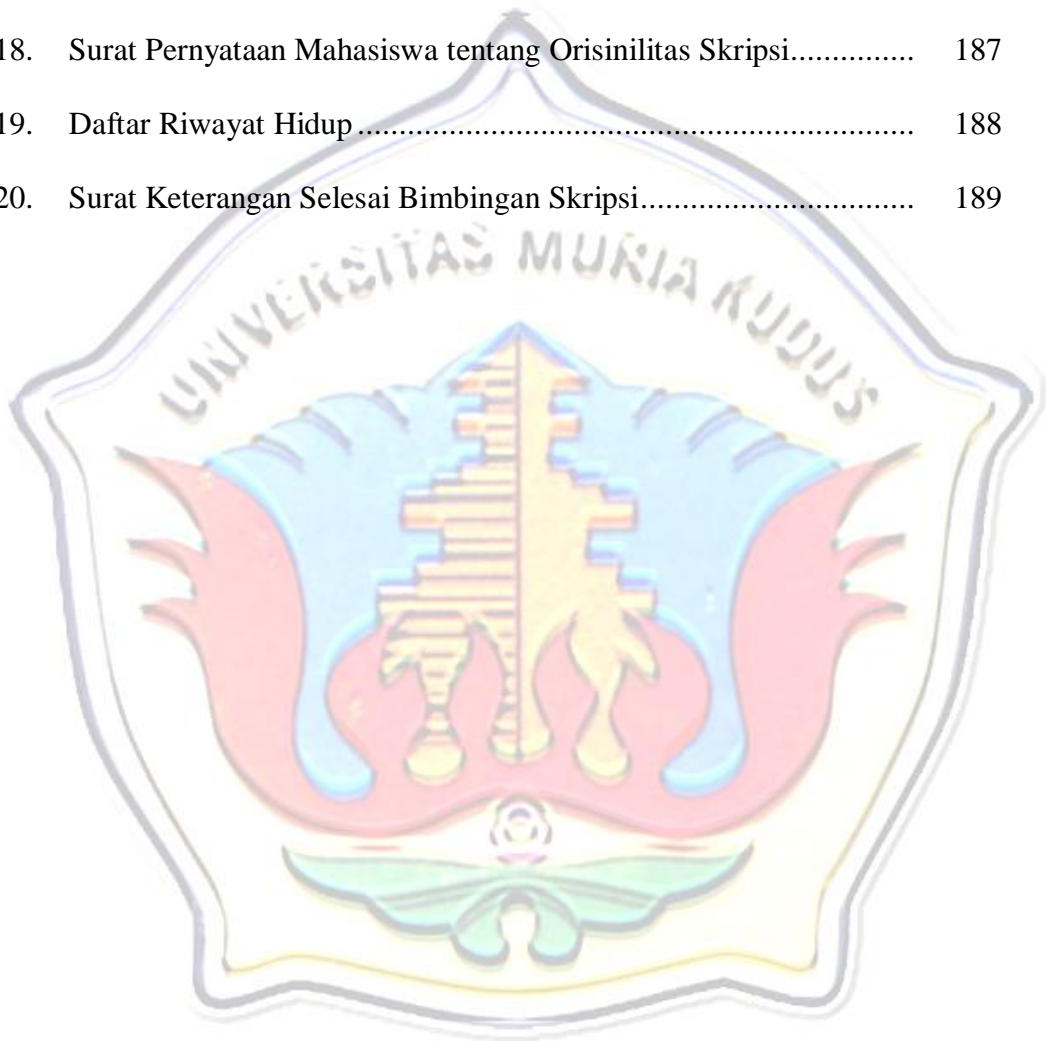 18. Surat Pernyataan Mahasiswa tentang Orisinilitas Skripsi............... 187
19. Daftar Riwayat Hidup ........................................................... 188
20. Surat Keterangan Selesai Bimbingan Skripsi................................ 189
UNIVERSITAS MURIA KUDUS